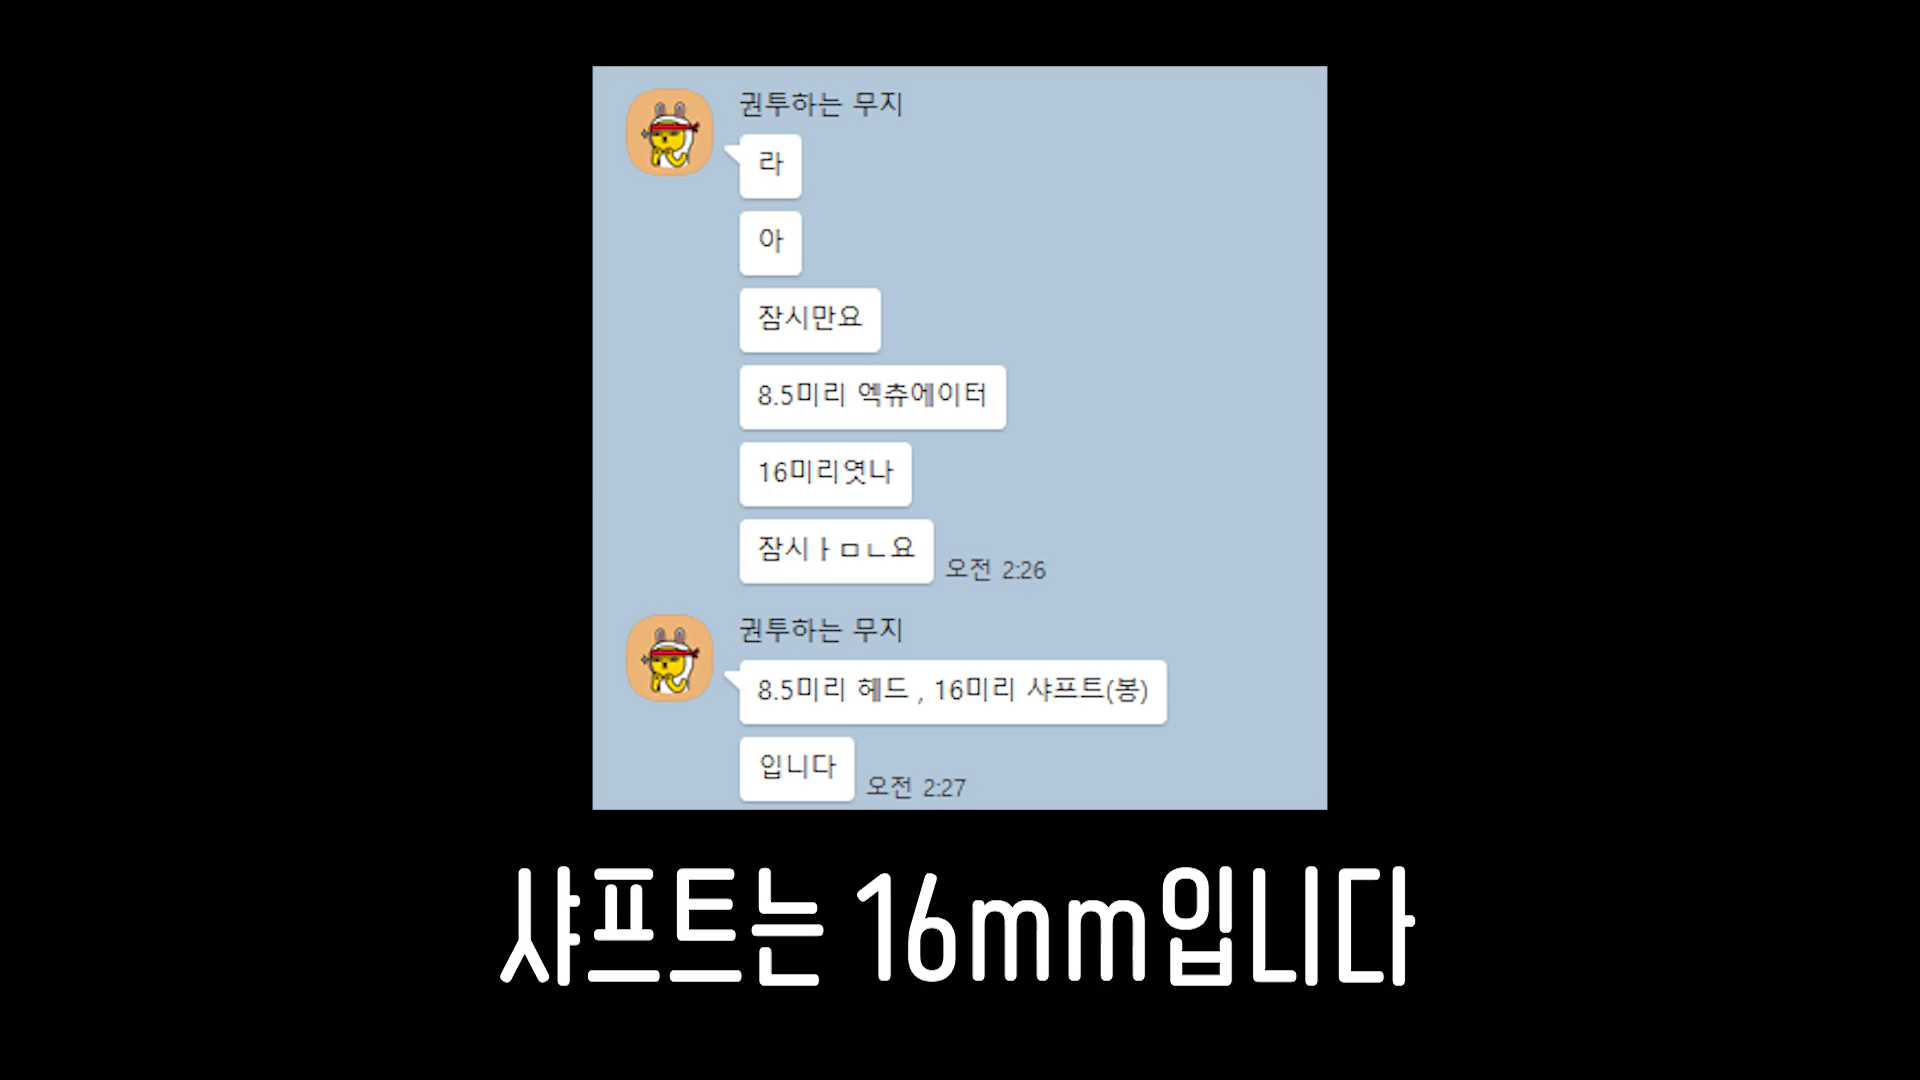 권투하는 무지
라
아
잠시만요
8.5미리 엑츄에이터
16미리엿나
잠시ㅏㅁㄴ요
오전 2:26
권투하는 무지
8.5미리 헤드 , 16미리 샤프트(봉)
입니다
오전 2:27
샤프트는 16mm입니다